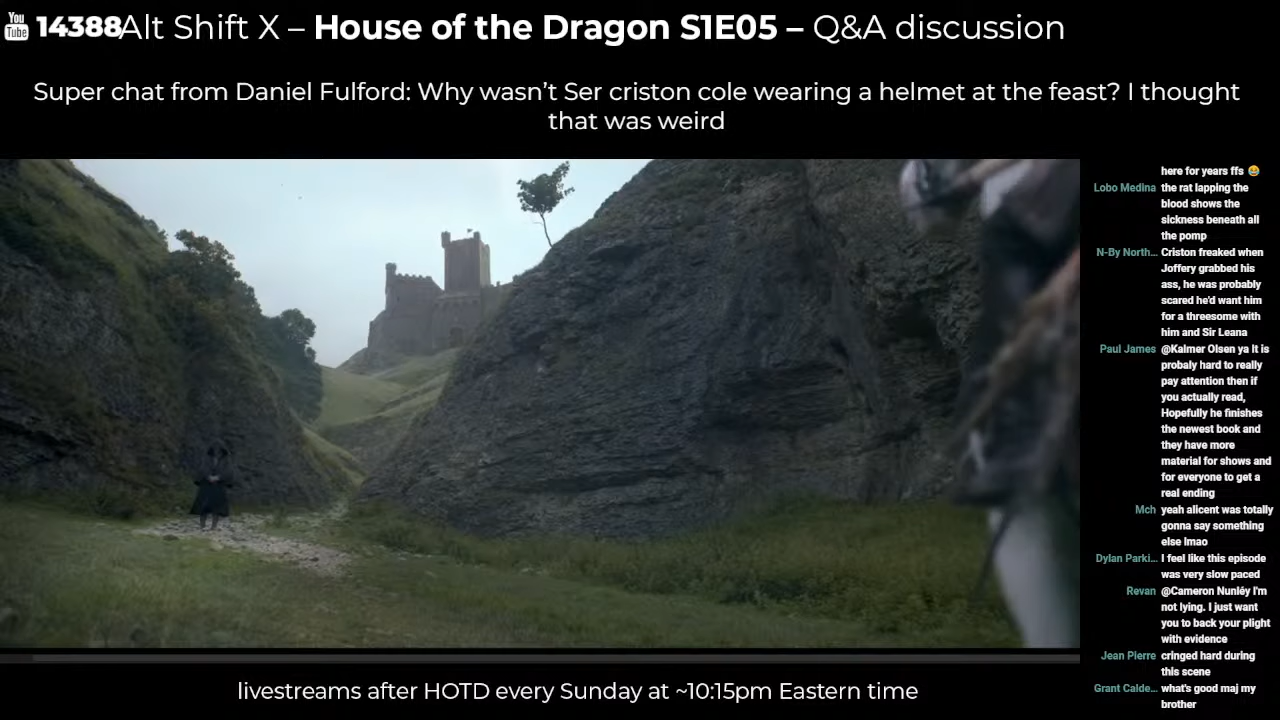 You
Tube
14388
Alt Shift X – House of the Dragon S1E05 – Q&A discussion
Super chat from Daniel Fulford: Why wasn't Ser criston cole wearing a helmet at the feast? I thought
that was weird
here for years ffs 😂
Lobo Medina the rat lapping the
blood shows the
sickness beneath all
the pomp
N-By North... Criston freaked when
Joffery grabbed his
ass, he was probably
scared he'd want him
for a threesome with
him and Sir Leana
Paul James @Kalmer Olsen ya It is
probaly hard to really
pay attention then if
you actually read,
Hopefully he finishes
the newest book and
they have more
material for shows and
for everyone to get a
real ending
Mch yeah alicent was totally
gonna say something
else lmao
Dylan Parki... I feel like this episode
was very slow paced
Revan @Cameron Nunléy I'm
not lying. I just want
you to back your plight
with evidence
Jean Pierre cringed hard during
this scene
Grant Calde... what's good maj my
brother
livestreams after HOTD every Sunday at ~10:15pm Eastern time